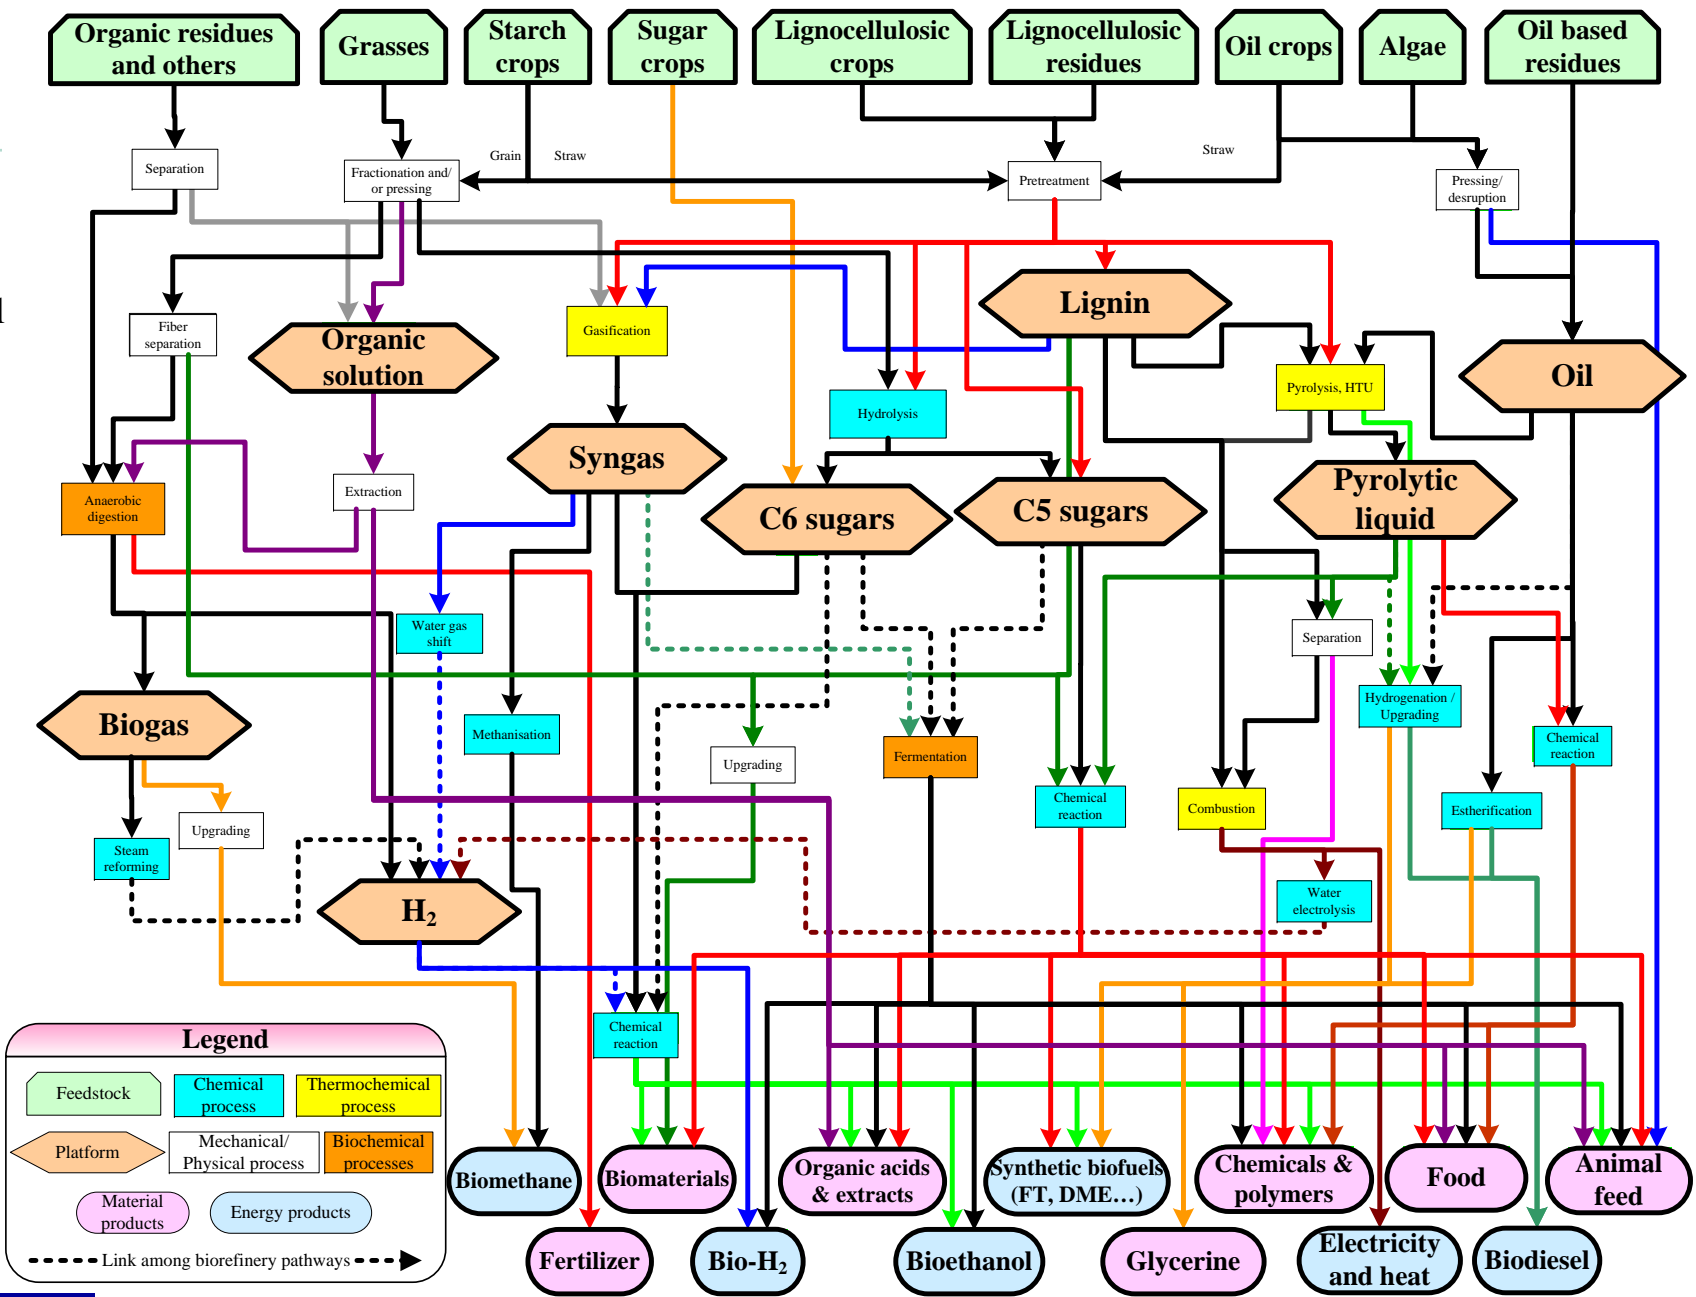 Organic residues
and others
Grasses
Starch
crops
Sugar
crops
Lignocellulosic
crops
Lignocellulosic
residues
Oil crops
Algae
Oil based
residues
Separation
Fractionation and/
or pressing
Grain
Straw
Pretreatment
Straw
Pressing/
desruption
Fiber
separation
Organic
solution
Gasification
Lignin
Pyrolysis, HTU
Oil
Hydrolysis
Syngas
Anaerobic
digestion
Extraction
C6 sugars
C5 sugars
Pyrolytic
liquid
Water gas
shift
Separation
Biogas
Methanisation
Upgrading
Fermentation
Hydrogenation /
Upgrading
Chemical
reaction
Chemical
reaction
Combustion
Estherification
Upgrading
Steam
reforming
H2
Water
electrolysis
Chemical
reaction
Legend
Feedstock
Chemical
process
Thermochemical
process
Platform
Mechanical/
Physical process
Biochemical
processes
Material
products
Energy products
Link among biorefinery pathways
Biomethane
Biomaterials
Organic acids
& extracts
Synthetic biofuels
(FT, DME…)
Chemicals &
polymers
Food
Animal
feed
Fertilizer
Bio-H2
Bioethanol
Glycerine
Electricity
and heat
Biodiesel